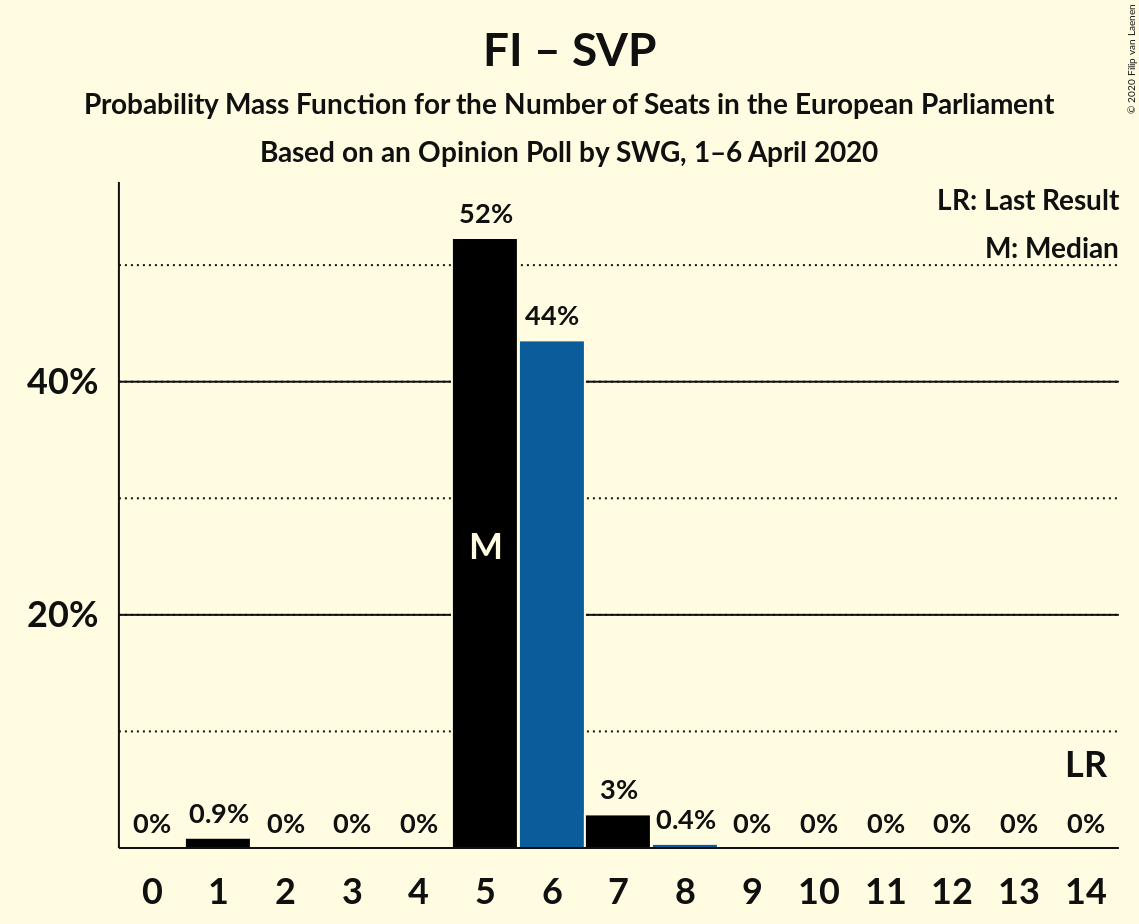 FI – SVP
Probability Mass Function for the Number of Seats in the European Parliament
Based on an Opinion Poll by SWG, 1–6 April 2020
© 2020 Filip van Laenen
LR: Last Result
M: Median
52%
44%
40%
M
20%
LR
0% 0.9% 0% 0% 0% 3% 0.4% 0% 0% 0% 0% 0% 0%
0 1 2 3 4 5 6 7 8 9 10 11 12 13 14